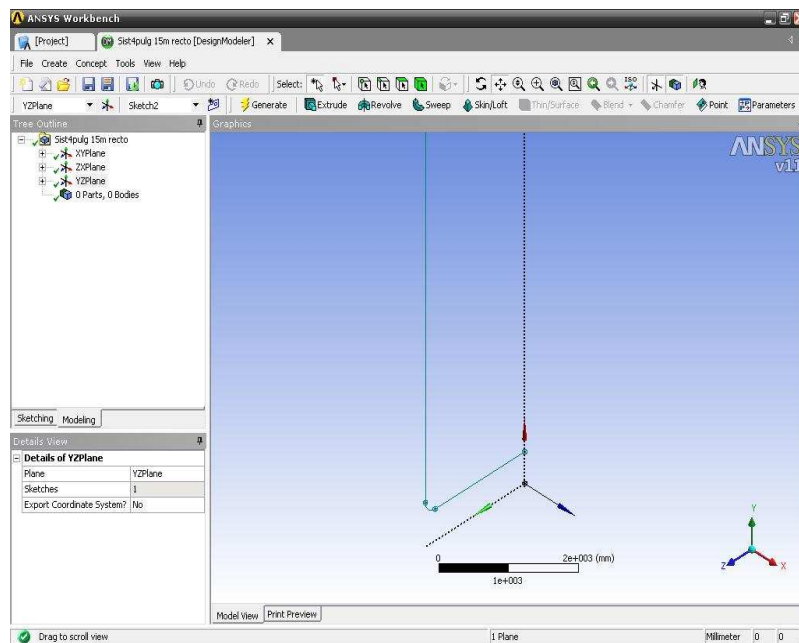 ANSYS Workbench
[Project] Sist4pulg 15m recto [DesignModeler]
File Create Concept Tools View Help
Undo Redo Select: ISO
YZPlane Sketch2 Generate Extrude Revolve Sweep Skin/Loft Thin/Surface Blend Chamfer Point Parameters
Tree Outline
Sist4pulg 15m recto
XYPlane
ZXPlane
YZPlane
0 Parts, 0 Bodies
Sketching Modeling
Details View
Details of YZPlane
Plane YZPlane
Sketches 1
Export Coordinate System? No
Graphics
ANSYS
v11
0 2e+003 (mm)
1e+003
Y
Z X
Model View Print Preview
Drag to scroll view 1 Plane Millimeter 0 0